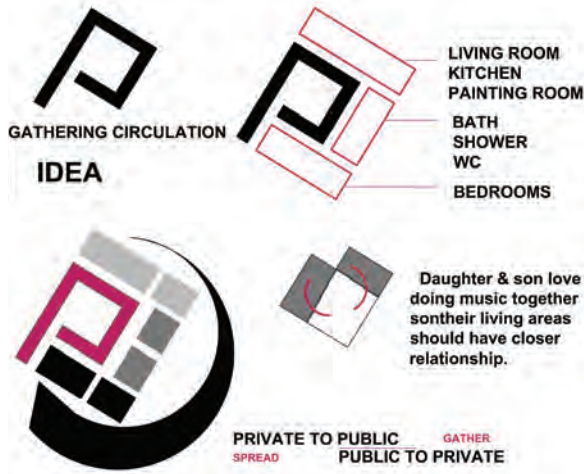 GATHERING CIRCULATION
IDEA
LIVING ROOM
KITCHEN
PAINTING ROOM
BATH
SHOWER
WC
BEDROOMS
Daughter & son love
doing music together
sontheir living areas
should have closer
relationship.
PRIVATE TO PUBLIC GATHER
SPREAD PUBLIC TO PRIVATE